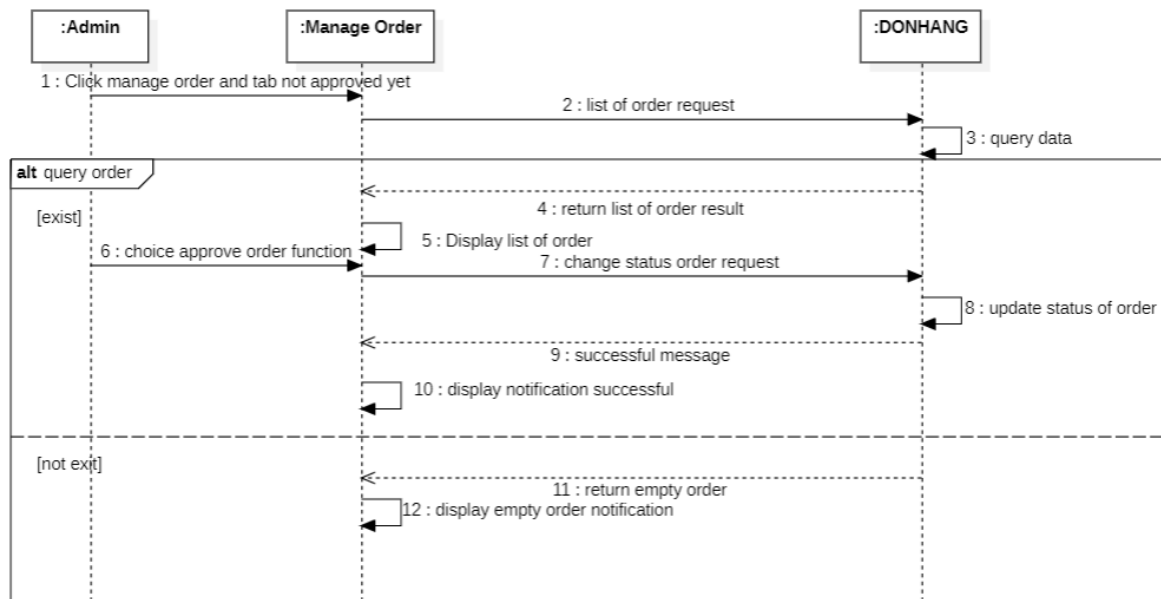 :Admin
:Manage Order
:DONHANG
1 : Click manage order and tab not approved yet
2 : list of order request
3 : query data
alt query order
4 : return list of order result
[exist]
5 : Display list of order
6 : choice approve order function
7 : change status order request
8 : update status of order
9 : successful message
10 : display notification successful
[not exit]
11 : return empty order
12 : display empty order notification